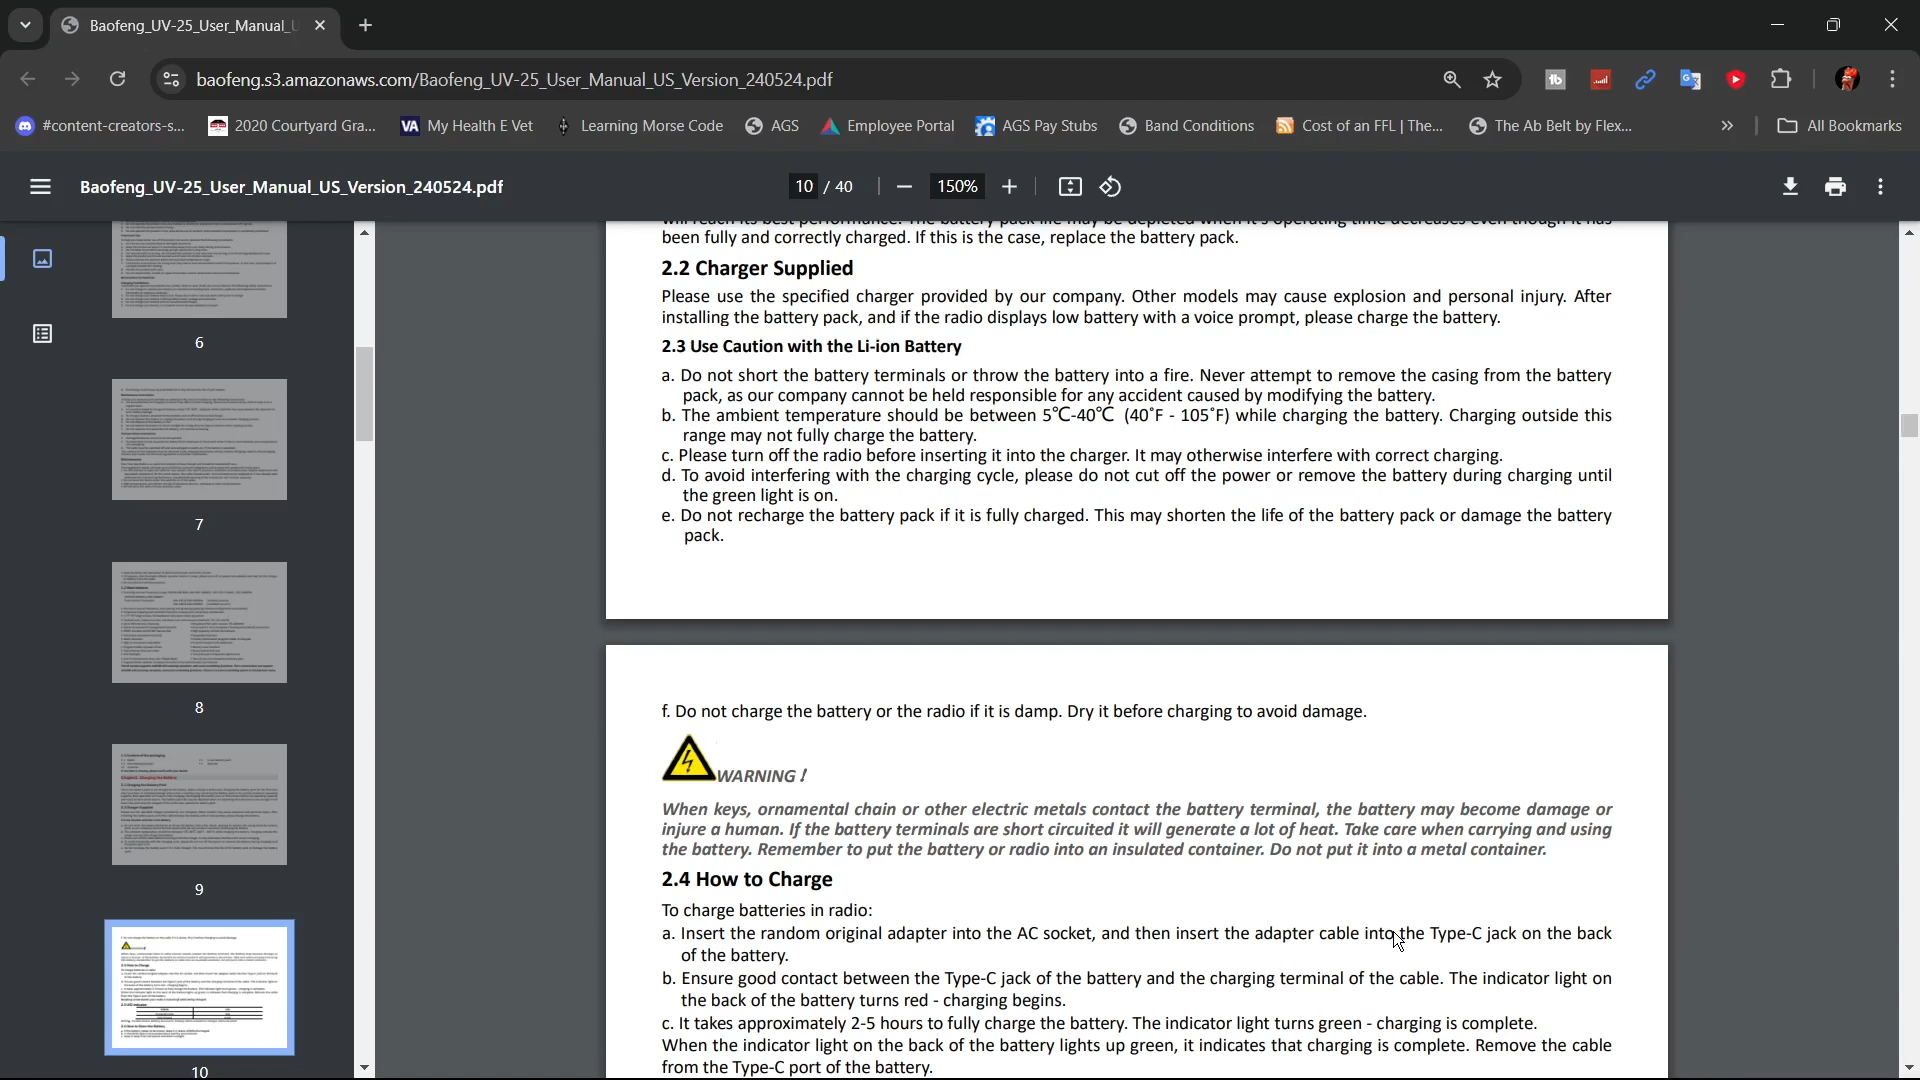 Baofeng_UV-25_User_Manual_U
baofeng.s3.amazonaws.com/Baofeng_UV-25_User_Manual_US_Version_240524.pdf
#content-creators-s... 2020 Courtyard Gra... VA My Health E Vet Learning Morse Code AGS Employee Portal AGS Pay Stubs Band Conditions Cost of an FFL | The... The Ab Belt by Flex... » All Bookmarks
Baofeng_UV-25_User_Manual_US_Version_240524.pdf 10 / 40 150%
6
7
8
9
10
been fully and correctly charged. If this is the case, replace the battery pack.
2.2 Charger Supplied
Please use the specified charger provided by our company. Other models may cause explosion and personal injury. After
installing the battery pack, and if the radio displays low battery with a voice prompt, please charge the battery.
2.3 Use Caution with the Li-ion Battery
a. Do not short the battery terminals or throw the battery into a fire. Never attempt to remove the casing from the battery
pack, as our company cannot be held responsible for any accident caused by modifying the battery.
b. The ambient temperature should be between 5℃-40℃ (40˚F - 105˚F) while charging the battery. Charging outside this
range may not fully charge the battery.
c. Please turn off the radio before inserting it into the charger. It may otherwise interfere with correct charging.
d. To avoid interfering with the charging cycle, please do not cut off the power or remove the battery during charging until
the green light is on.
e. Do not recharge the battery pack if it is fully charged. This may shorten the life of the battery pack or damage the battery
pack.
f. Do not charge the battery or the radio if it is damp. Dry it before charging to avoid damage.
WARNING！
When keys, ornamental chain or other electric metals contact the battery terminal, the battery may become damage or
injure a human. If the battery terminals are short circuited it will generate a lot of heat. Take care when carrying and using
the battery. Remember to put the battery or radio into an insulated container. Do not put it into a metal container.
2.4 How to Charge
To charge batteries in radio:
a. Insert the random original adapter into the AC socket, and then insert the adapter cable into the Type-C jack on the back
of the battery.
b. Ensure good contact between the Type-C jack of the battery and the charging terminal of the cable. The indicator light on
the back of the battery turns red - charging begins.
c. It takes approximately 2-5 hours to fully charge the battery. The indicator light turns green - charging is complete.
When the indicator light on the back of the battery lights up green, it indicates that charging is complete. Remove the cable
from the Type-C port of the battery.